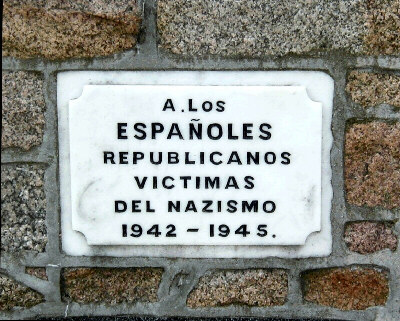 A. Los
ESPAÑOLES
REPUBLICANOS
VICTIMAS
DEL NAZISMO
1942 - 1945.